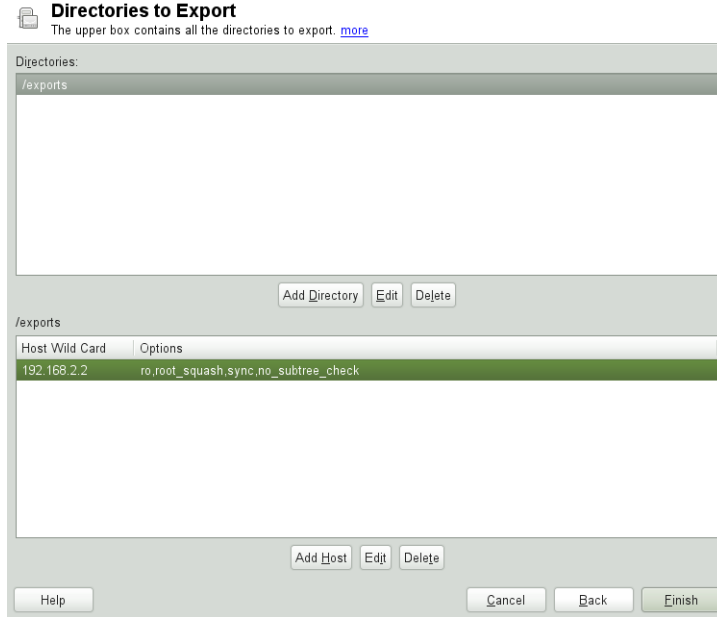 Directories to Export
The upper box contains all the directories to export. more
Directories:
/exports
Add Directory Edit Delete
/exports
Host Wild Card Options
192.168.2.2 ro,root_squash,sync,no_subtree_check
Add Host Edit Delete
Help Cancel Back Finish